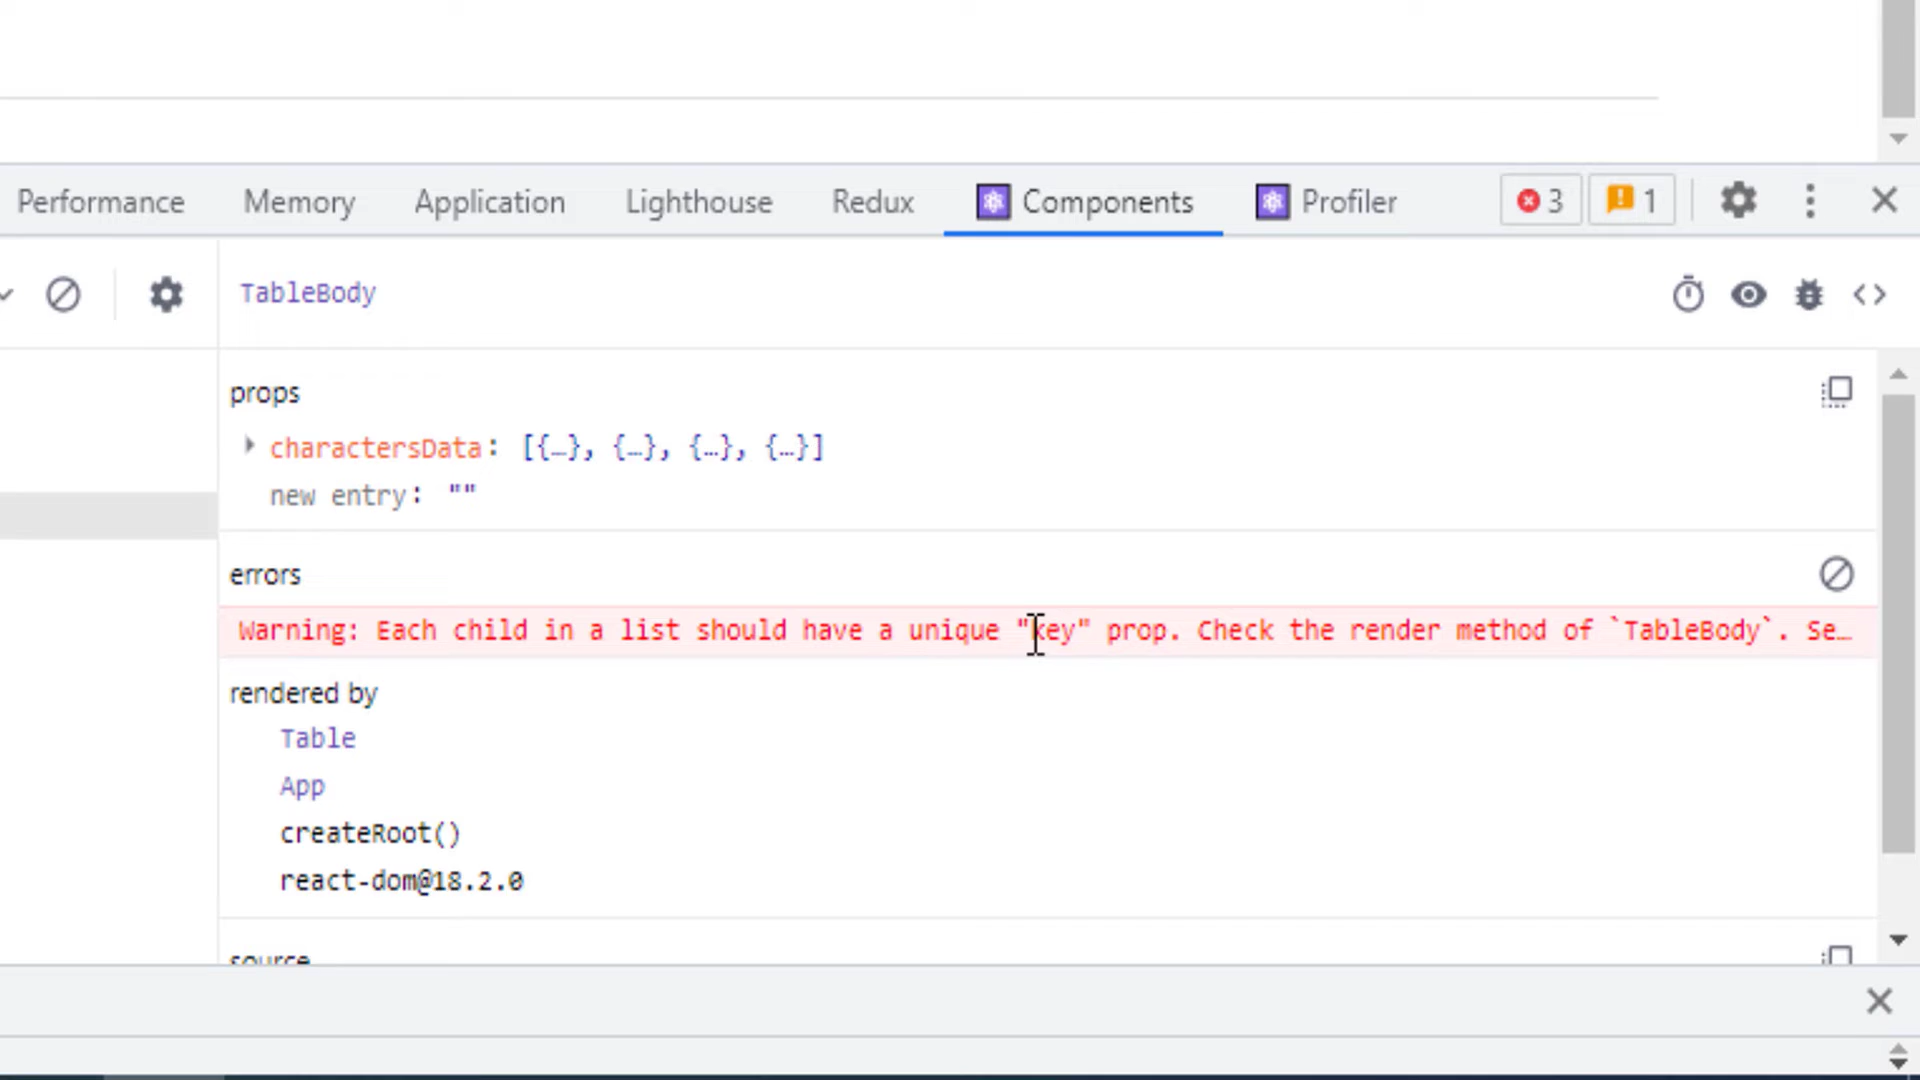 Performance Memory Application Lighthouse Redux Components Profiler 3 1
TableBody
props
charactersData: [{…}, {…}, {…}, {…}]
new entry: ""
errors
Warning: Each child in a list should have a unique "key" prop. Check the render method of `TableBody`. Se…
rendered by
Table
App
createRoot()
react-dom@18.2.0
source